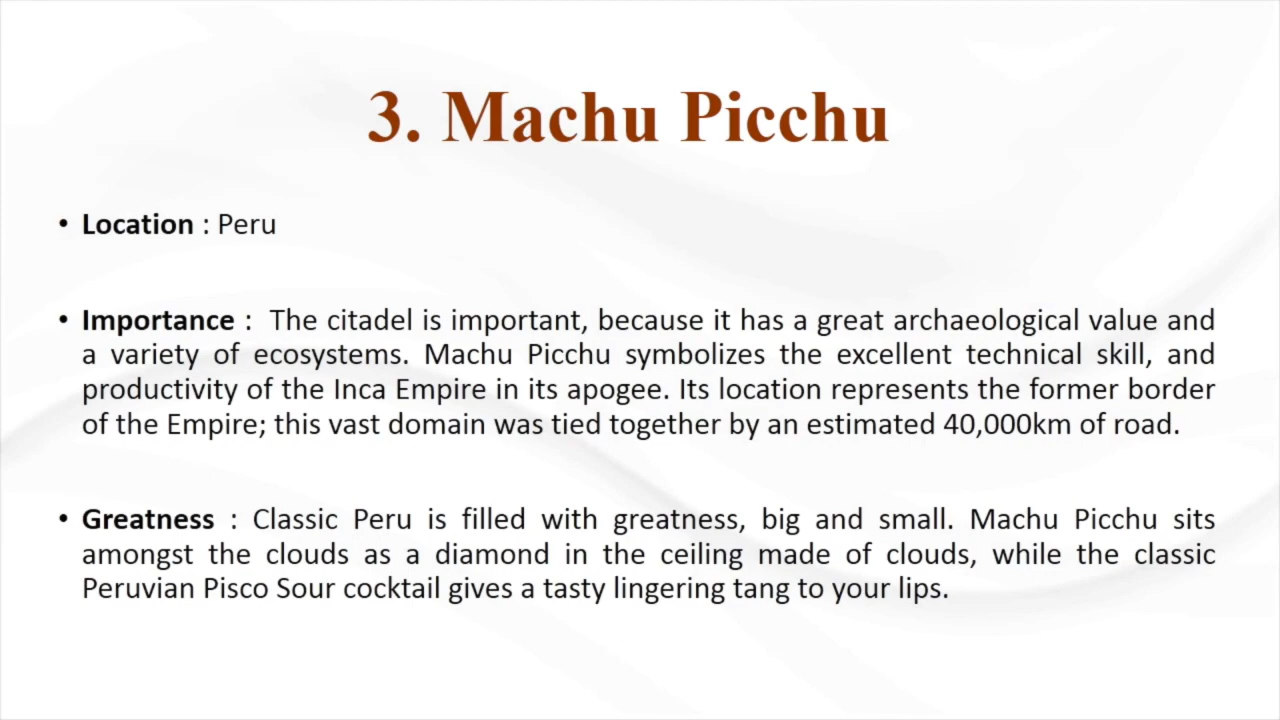 3. Machu Picchu
• Location : Peru
• Importance : The citadel is important, because it has a great archaeological value and
a variety of ecosystems. Machu Picchu symbolizes the excellent technical skill, and
productivity of the Inca Empire in its apogee. Its location represents the former border
of the Empire; this vast domain was tied together by an estimated 40,000km of road.
• Greatness : Classic Peru is filled with greatness, big and small. Machu Picchu sits
amongst the clouds as a diamond in the ceiling made of clouds, while the classic
Peruvian Pisco Sour cocktail gives a tasty lingering tang to your lips.